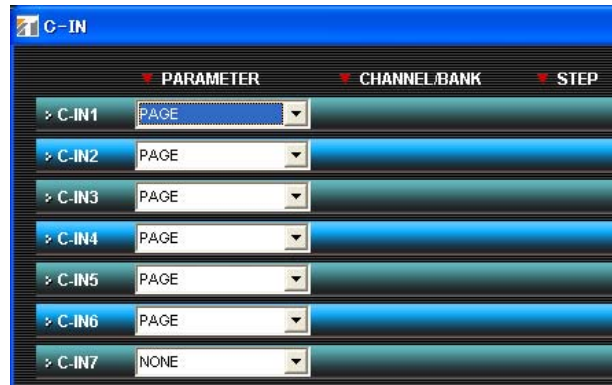 C-IN
PARAMETER CHANNEL/BANK STEP
C-IN1 PAGE
C-IN2 PAGE
C-IN3 PAGE
C-IN4 PAGE
C-IN5 PAGE
C-IN6 PAGE
C-IN7 NONE